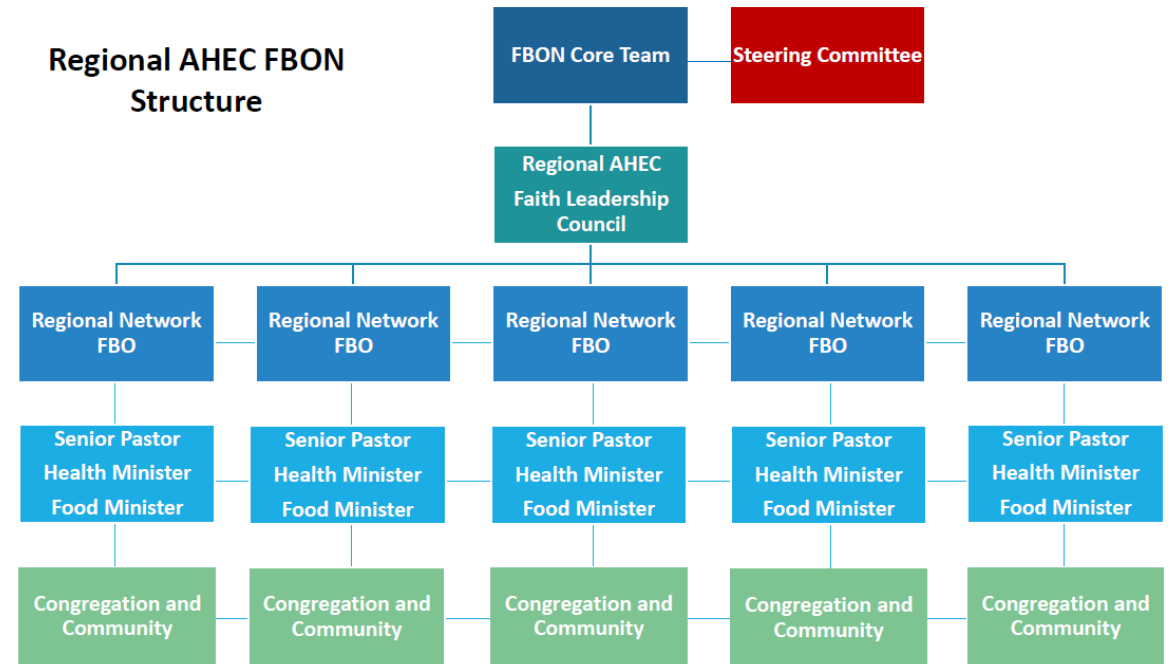 Regional AHEC FBON
Structure
FBON Core Team
Steering Committee
Regional AHEC
Faith Leadership
Council
Regional Network
FBO
Regional Network
FBO
Regional Network
FBO
Regional Network
FBO
Regional Network
FBO
Senior Pastor
Health Minister
Food Minister
Senior Pastor
Health Minister
Food Minister
Senior Pastor
Health Minister
Food Minister
Senior Pastor
Health Minister
Food Minister
Senior Pastor
Health Minister
Food Minister
Congregation and
Community
Congregation and
Community
Congregation and
Community
Congregation and
Community
Congregation and
Community